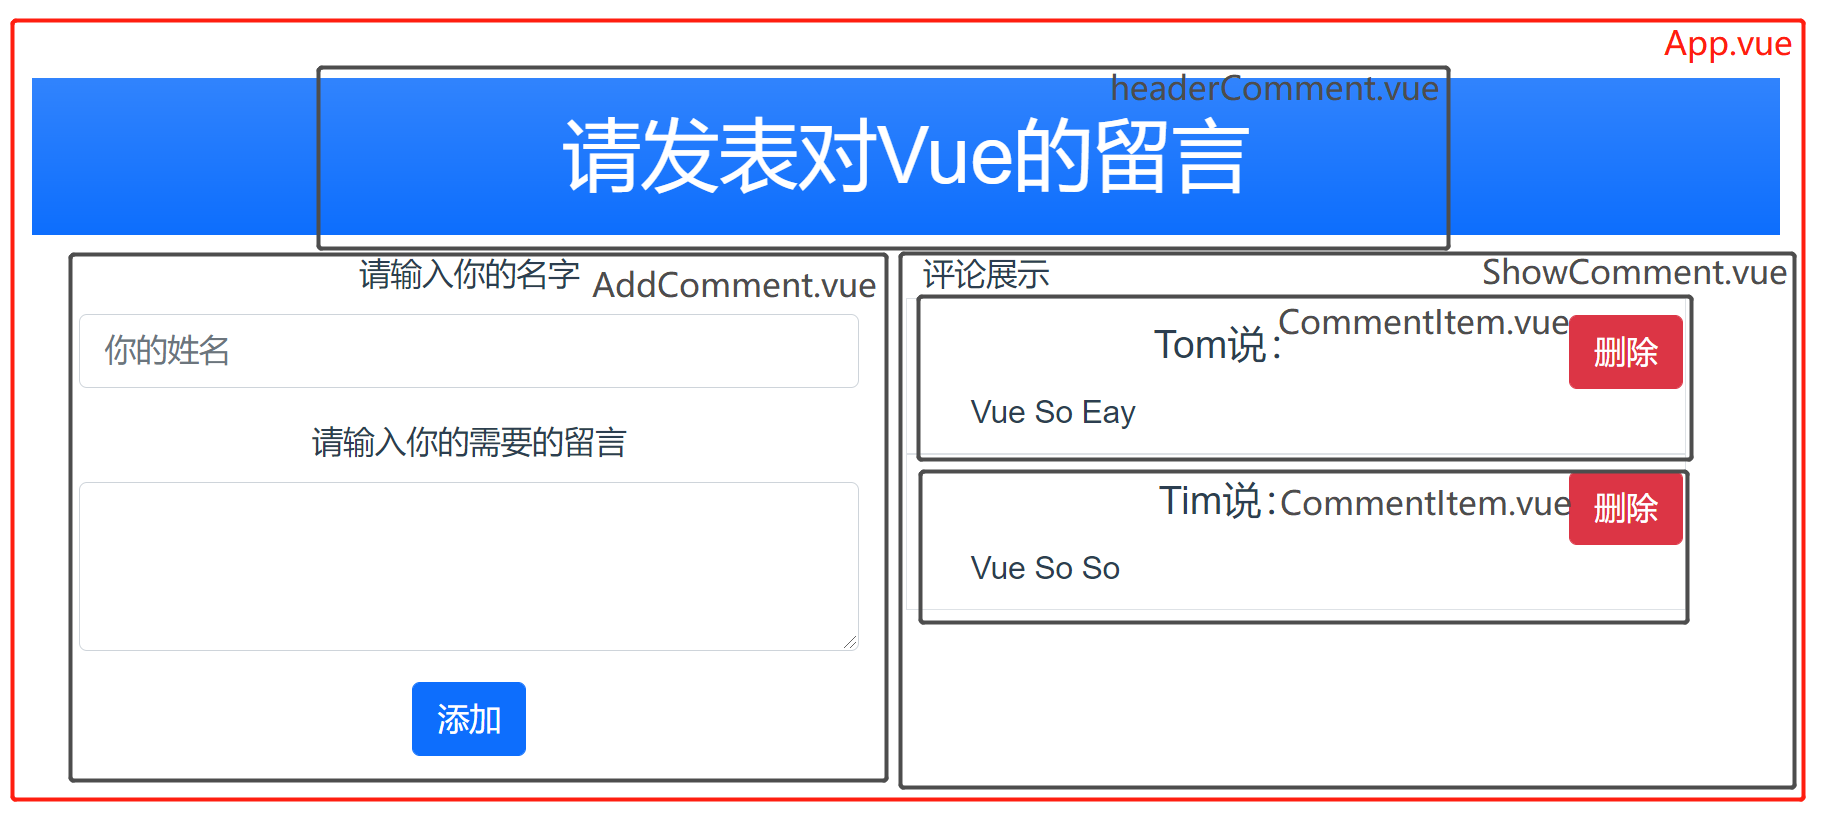 App.vue
headerComment.vue
请发表对Vue的留言
请输入你的名字
AddComment.vue
你的姓名
请输入你的需要的留言
添加
评论展示
ShowComment.vue
Tom说：
CommentItem.vue
删除
Vue So Eay
Tim说：
CommentItem.vue
删除
Vue So So